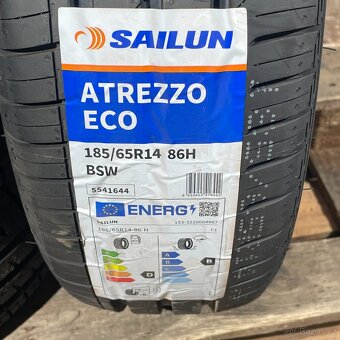 SAILUN
ATREZZO
ECO
185/65R14 86H
BSW
5541644
ENERG
SAILUN
185/65R14 86 H
C1
A
D
B